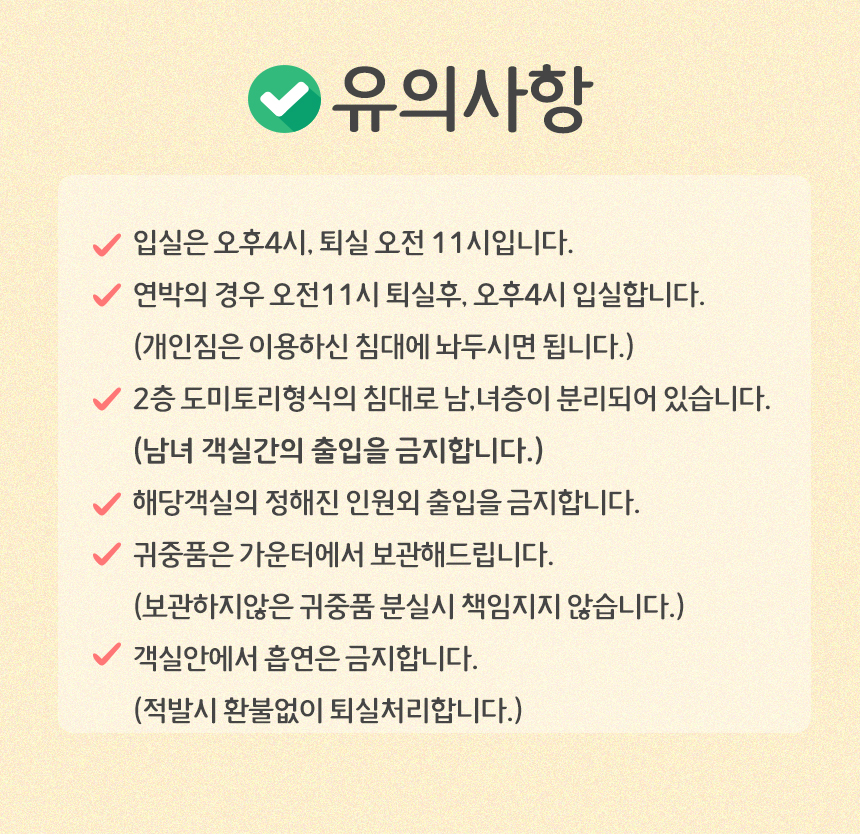 유의사항
입실은 오후4시, 퇴실 오전 11시입니다.
연박의 경우 오전11시 퇴실후, 오후4시 입실합니다.
(개인짐은 이용하신 침대에 놔두시면 됩니다.)
2층 도미토리형식의 침대로 남,녀층이 분리되어 있습니다.
(남녀 객실간의 출입을 금지합니다.)
해당객실의 정해진 인원외 출입을 금지합니다.
귀중품은 가운터에서 보관해드립니다.
(보관하지않은 귀중품 분실시 책임지지 않습니다.)
객실안에서 흡연은 금지합니다.
(적발시 환불없이 퇴실처리합니다.)